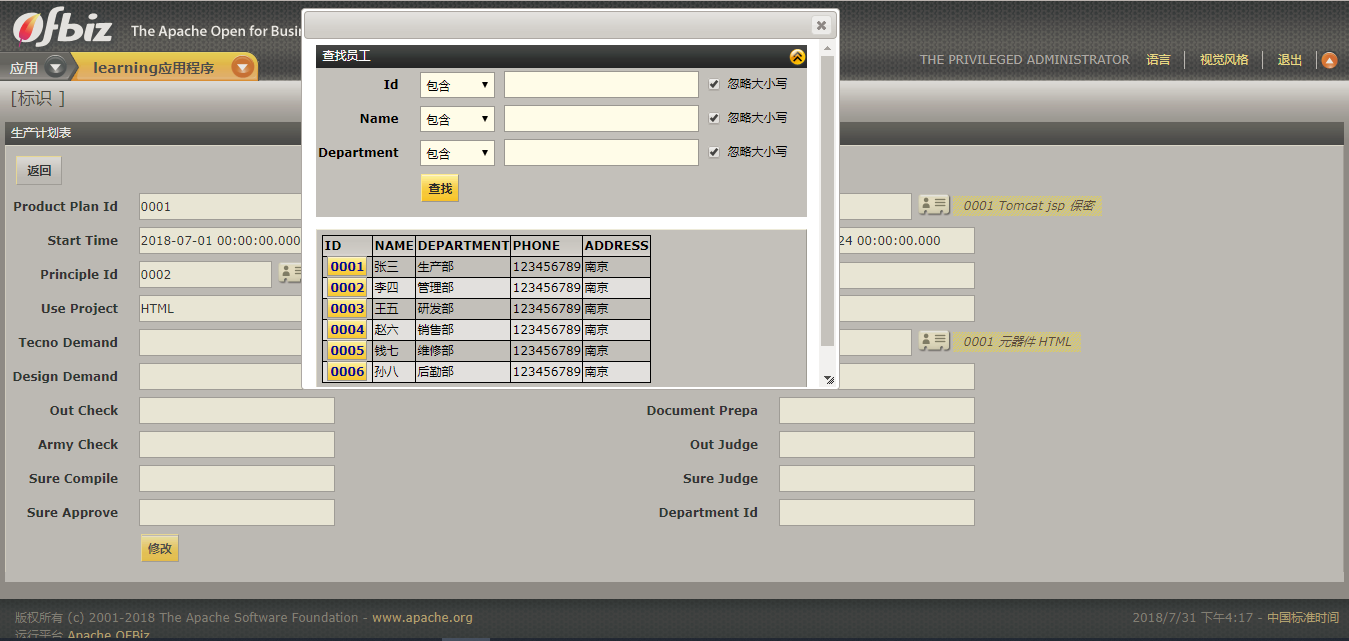 Ofbiz The Apache Open for Busi
应用 learning应用程序 THE PRIVILEGED ADMINISTRATOR 语言 视觉风格 退出
[标识 ]
生产计划表
返回
Product Plan Id 0001 0001 Tomcat jsp 保密
Start Time 2018-07-01 00:00:00.000 24 00:00:00.000
Principle Id 0002
Use Project HTML
Tecno Demand 0001 元器件 HTML
Design Demand
Out Check Document Prepa
Army Check Out Judge
Sure Compile Sure Judge
Sure Approve Department Id
修改
查找员工
Id 包含 忽略大小写
Name 包含 忽略大小写
Department 包含 忽略大小写
查找
ID NAME DEPARTMENT PHONE ADDRESS
0001 张三 生产部 123456789 南京
0002 李四 管理部 123456789 南京
0003 王五 研发部 123456789 南京
0004 赵六 销售部 123456789 南京
0005 钱七 维修部 123456789 南京
0006 孙八 后勤部 123456789 南京
版权所有 (c) 2001-2018 The Apache Software Foundation - www.apache.org 2018/7/31 下午4:17 - 中国标准时间
运行平台 Apache OFBiz